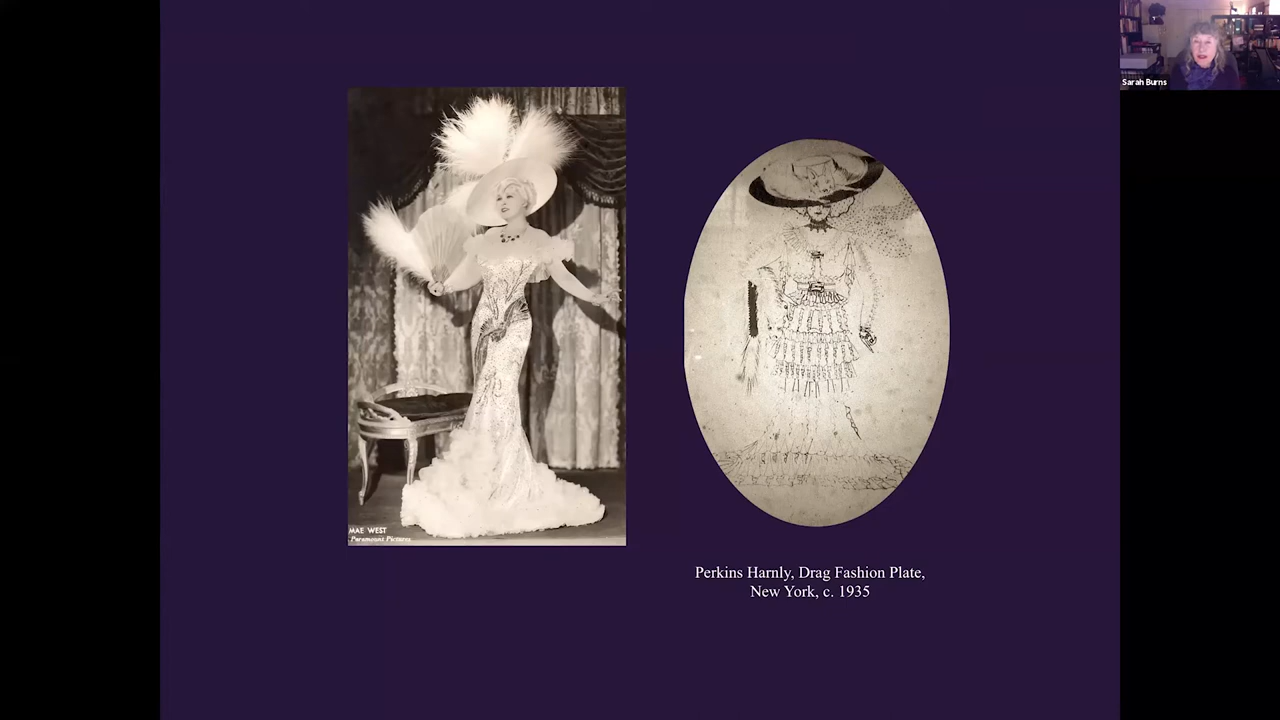 Sarah Burns
MAE WEST
Paramount Pictures
Perkins Harnly, Drag Fashion Plate,
New York, c. 1935